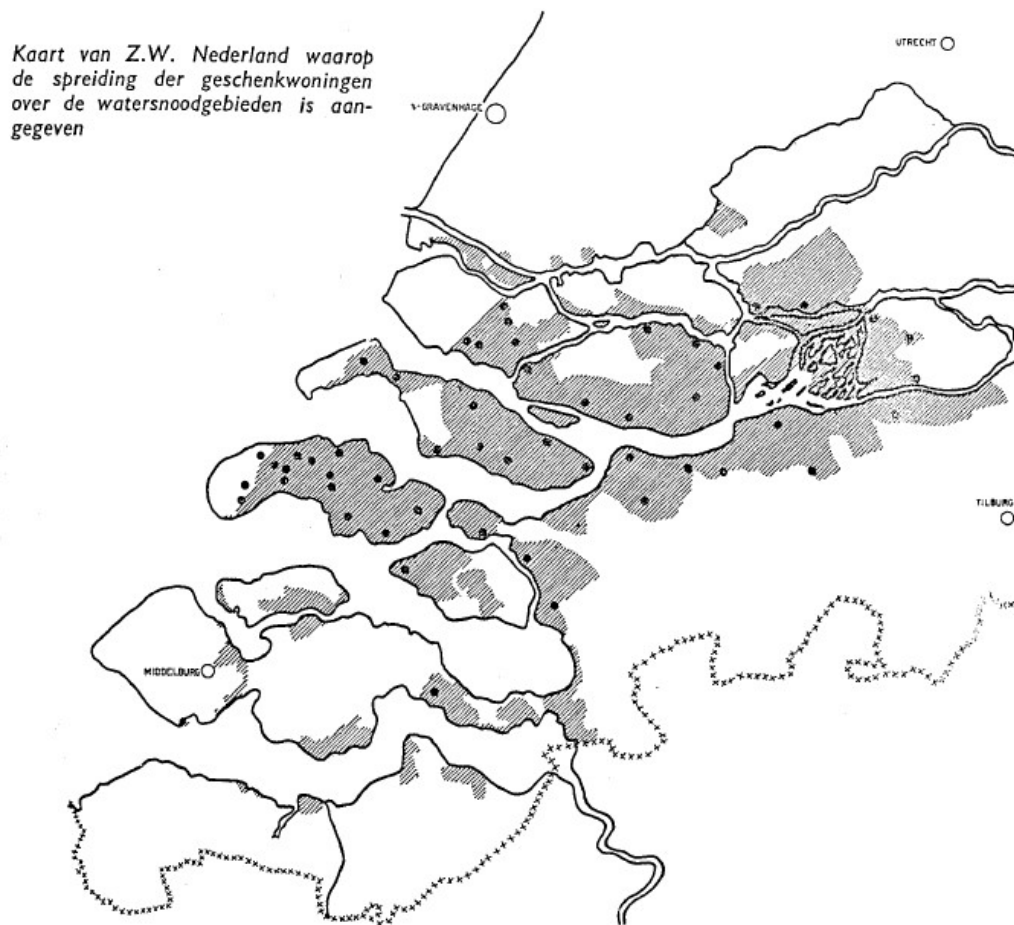 Kaart van Z.W. Nederland waarop
de spreiding der geschenkwoningen
over de watersnoodgebieden is aan-
gegeven
UTRECHT
'S-GRAVENHAGE
TILBURG
MIDDELBURG